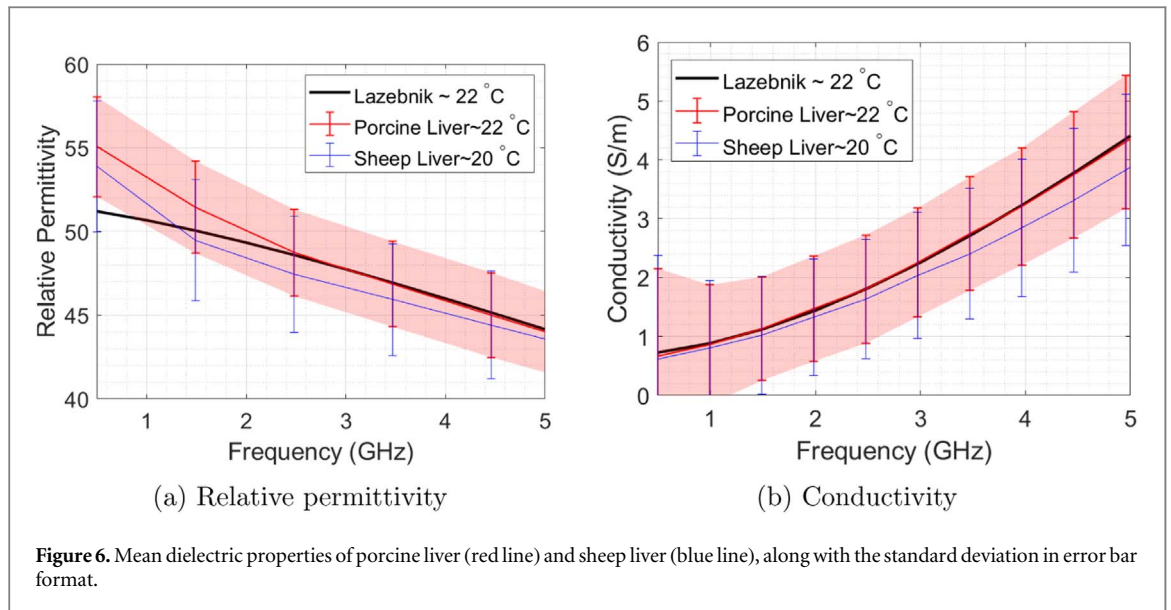 60
55
50
45
40
Relative Permittivity
Lazebnik ~ 22 °C
Porcine Liver~22 °C
Sheep Liver~20 °C
1 2 3 4 5
Frequency (GHz)
(a) Relative permittivity
6
5
4
3
2
1
0
Conductivity (S/m)
Lazebnik ~ 22 °C
Porcine Liver~22 °C
Sheep Liver~20 °C
1 2 3 4 5
Frequency (GHz)
(b) Conductivity
Figure 6. Mean dielectric properties of porcine liver (red line) and sheep liver (blue line), along with the standard deviation in error bar
format.